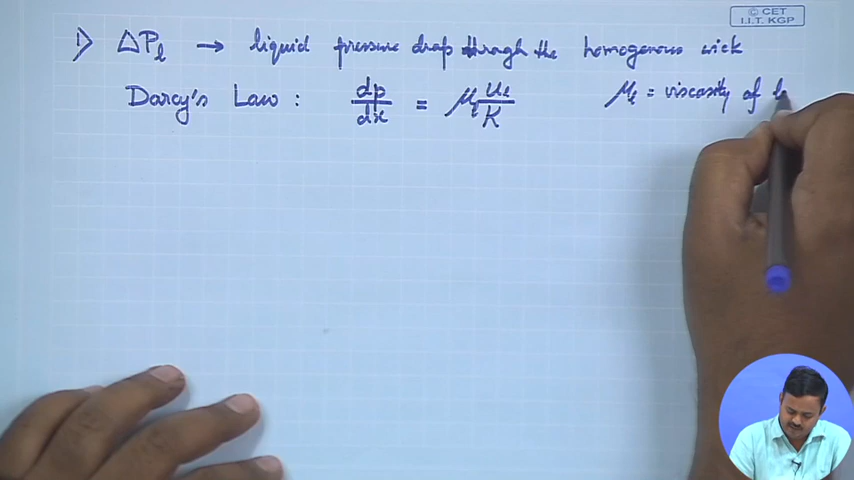 © CET
I.I.T. KGP
1) ΔP_l → liquid pressure drop through the homogenous wick
Darcy's Law : dp/dx = μ_l u_l/K    μ_l = viscosity of